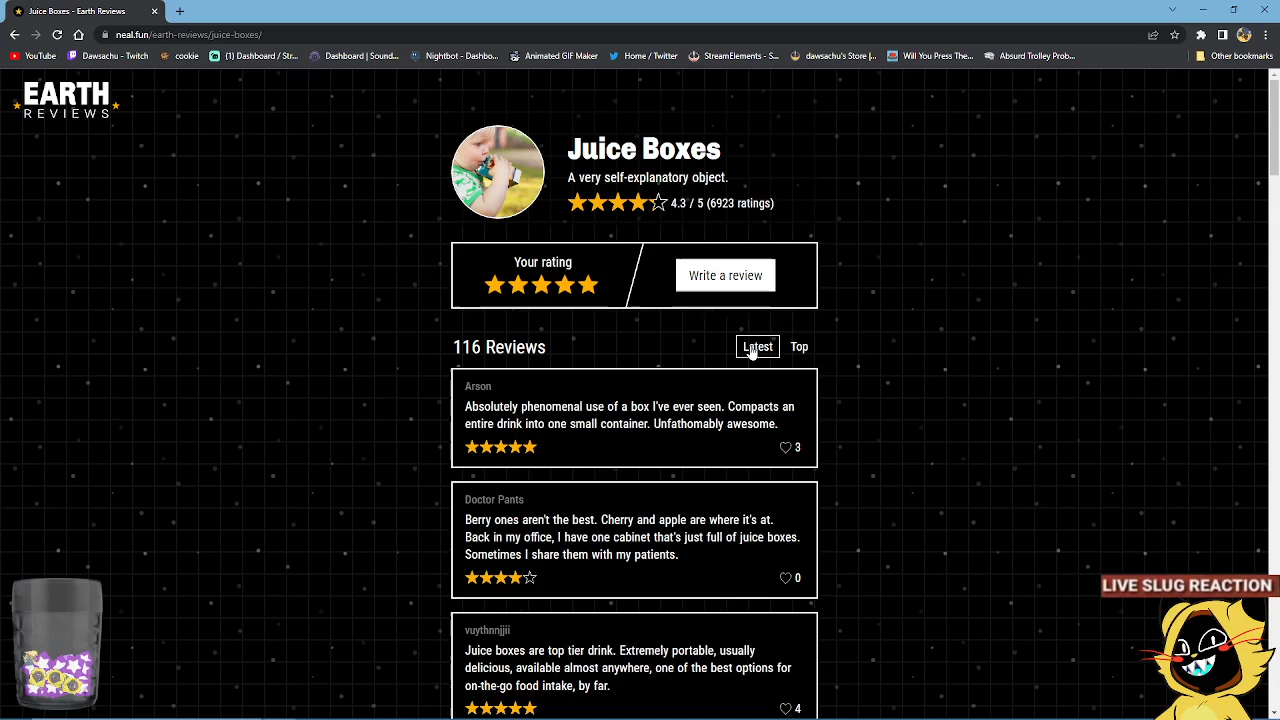 Juice Boxes - Earth Reviews
neal.fun/earth-reviews/juice-boxes/
YouTube
Dawsachu - Twitch
cookie
(1) Dashboard / Str...
Dashboard | Sound...
Nightbot - Dashbo...
Animated GIF Maker
Home / Twitter
StreamElements - S...
dawsachu's Store |...
Will You Press The...
Absurd Trolley Prob...
Other bookmarks
EARTH
REVIEWS
Juice Boxes
A very self-explanatory object.
4.3 / 5 (6923 ratings)
Your rating
Write a review
116 Reviews
Latest
Top
Arson
Absolutely phenomenal use of a box I've ever seen. Compacts an
entire drink into one small container. Unfathomably awesome.
3
Doctor Pants
Berry ones aren't the best. Cherry and apple are where it's at.
Back in my office, I have one cabinet that's just full of juice boxes.
Sometimes I share them with my patients.
0
vuythnnjjii
Juice boxes are top tier drink. Extremely portable, usually
delicious, available almost anywhere, one of the best options for
on-the-go food intake, by far.
4
LIVE SLUG REACTION